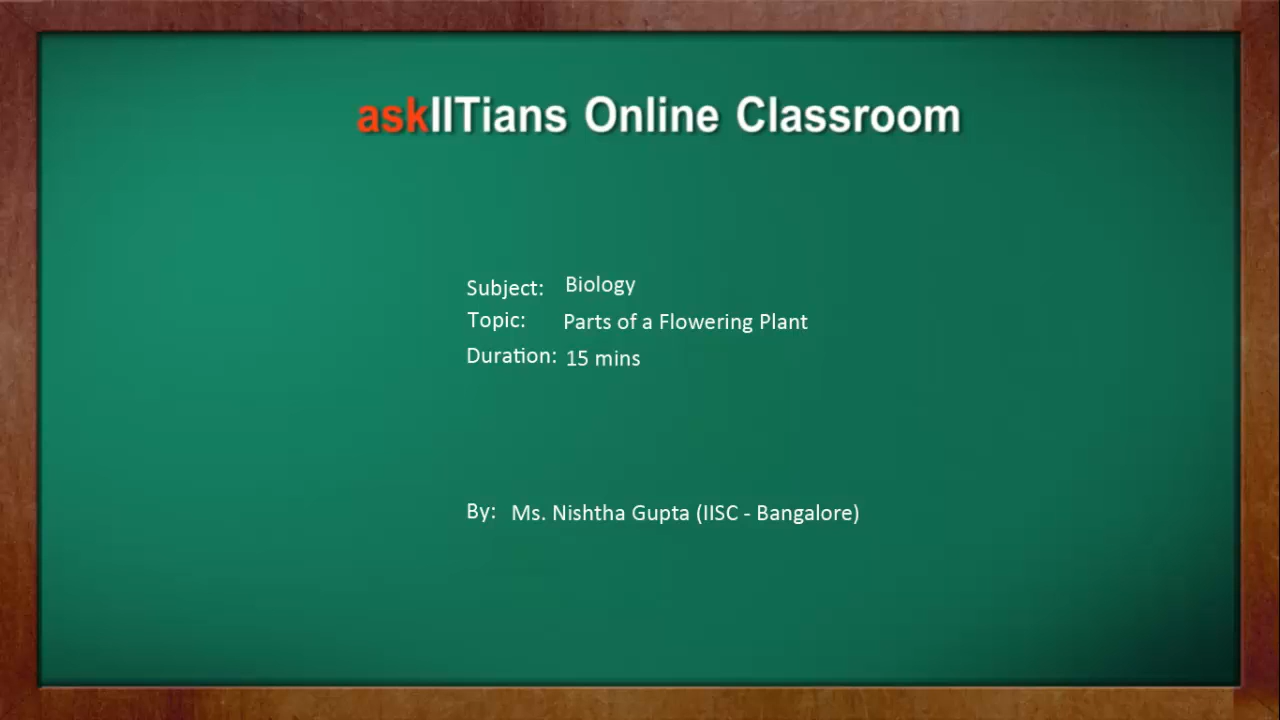 askIITians Online Classroom
Subject: Biology
Topic: Parts of a Flowering Plant
Duration: 15 mins
By: Ms. Nishtha Gupta (IISC - Bangalore)